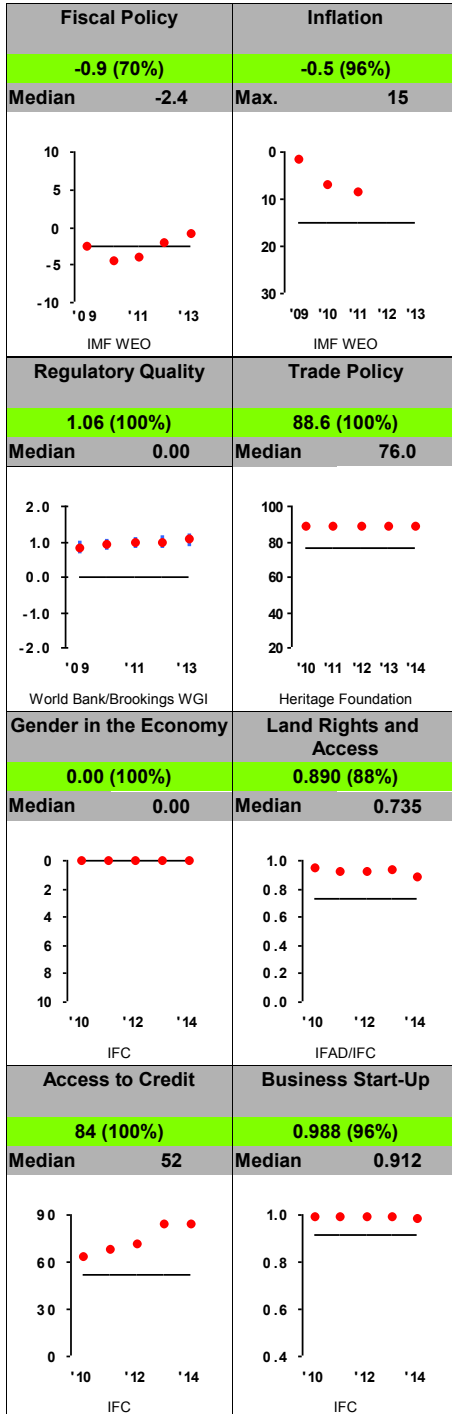 Fiscal Policy
-0.9 (70%)
Median -2.4
10
5
0
-5
-10
'09 '11 '13
IMF WEO
Inflation
-0.5 (96%)
Max. 15
0
10
20
30
'09 '10 '11 '12 '13
IMF WEO
Regulatory Quality
1.06 (100%)
Median 0.00
2.0
1.0
0.0
-1.0
-2.0
'09 '11 '13
World Bank/Brookings WGI
Trade Policy
88.6 (100%)
Median 76.0
100
80
60
40
20
'10 '11 '12 '13 '14
Heritage Foundation
Gender in the Economy
0.00 (100%)
Median 0.00
0
2
4
6
8
10
'10 '12 '14
IFC
Land Rights and
Access
0.890 (88%)
Median 0.735
1.0
0.8
0.6
0.4
0.2
0.0
'10 '12 '14
IFAD/IFC
Access to Credit
84 (100%)
Median 52
90
60
30
0
'10 '12 '14
IFC
Business Start-Up
0.988 (96%)
Median 0.912
1.0
0.8
0.6
0.4
'10 '12 '14
IFC